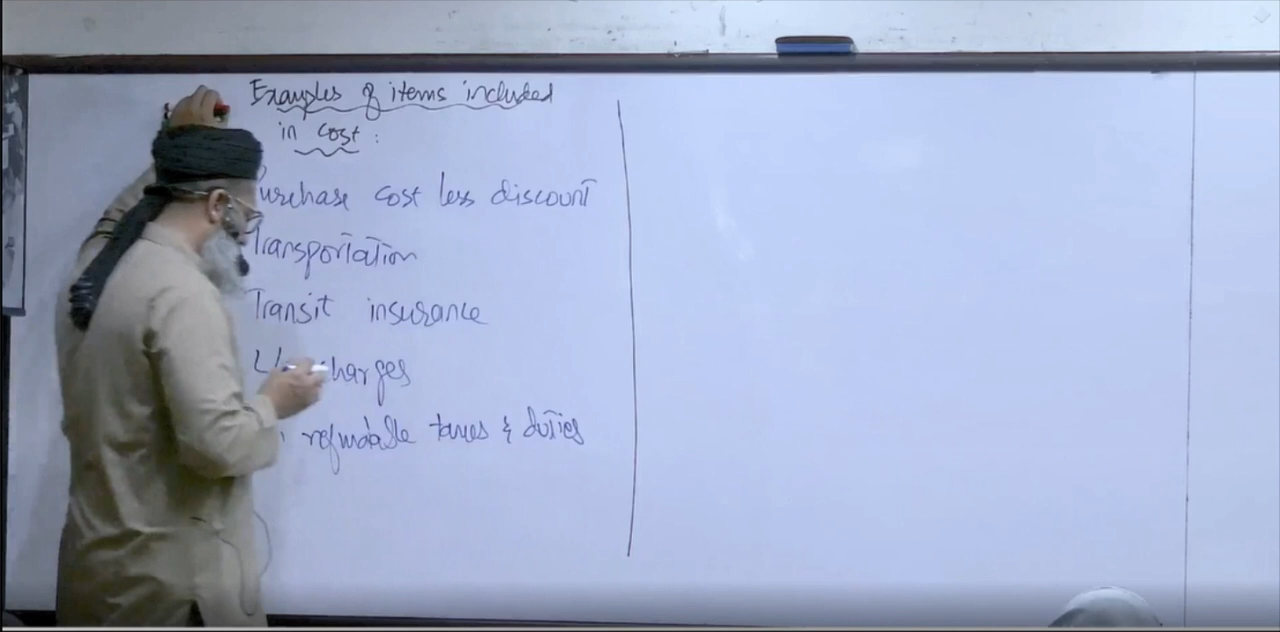 Examples of items included
in cost :
Purchase cost less discount
Transportation
Transit insurance
charges
refundable taxes & duties